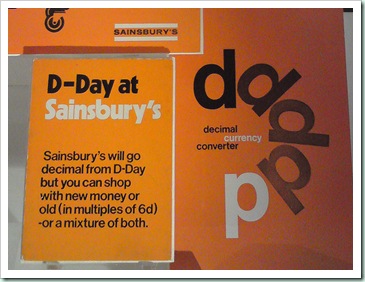 SAINSBURY'S
D-Day at
Sainsbury's
Sainsbury's will go
decimal from D-Day
but you can shop
with new money or
old (in multiples of 6d)
-or a mixture of both.
d
d
d
d
d
p
decimal
currency
converter